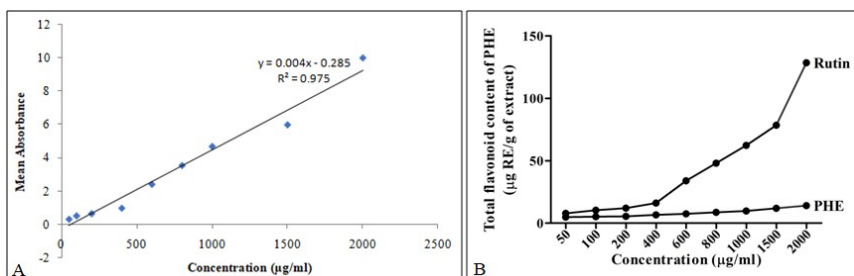 12
10
8
6
4
2
0
-2
0
500
1000
1500
2000
2500
Mean Absorbance
Concentration (µg/ml)
y = 0.004x - 0.285
R² = 0.975
A
Total flavonoid content of PHE
(µg RE/g of extract)
150
100
50
0
Rutin
PHE
50
100
200
400
600
800
1000
1500
2000
Concentration (µg/ml)
B